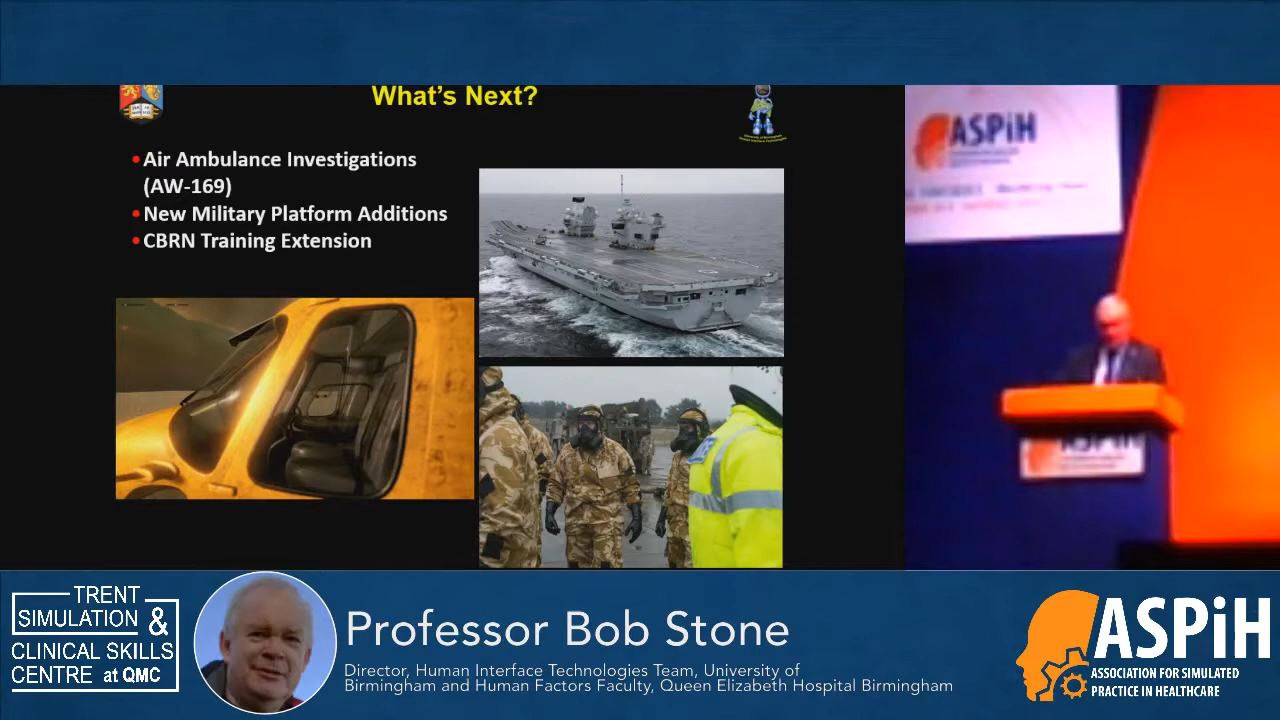 What's Next?
•Air Ambulance Investigations
(AW-169)
•New Military Platform Additions
•CBRN Training Extension
ASPiH
ASPiH
TRENT
SIMULATION &
CLINICAL SKILLS
CENTRE at QMC
Professor Bob Stone
Director, Human Interface Technologies Team, University of
Birmingham and Human Factors Faculty, Queen Elizabeth Hospital Birmingham
ASPiH
ASSOCIATION FOR SIMULATED
PRACTICE IN HEALTHCARE